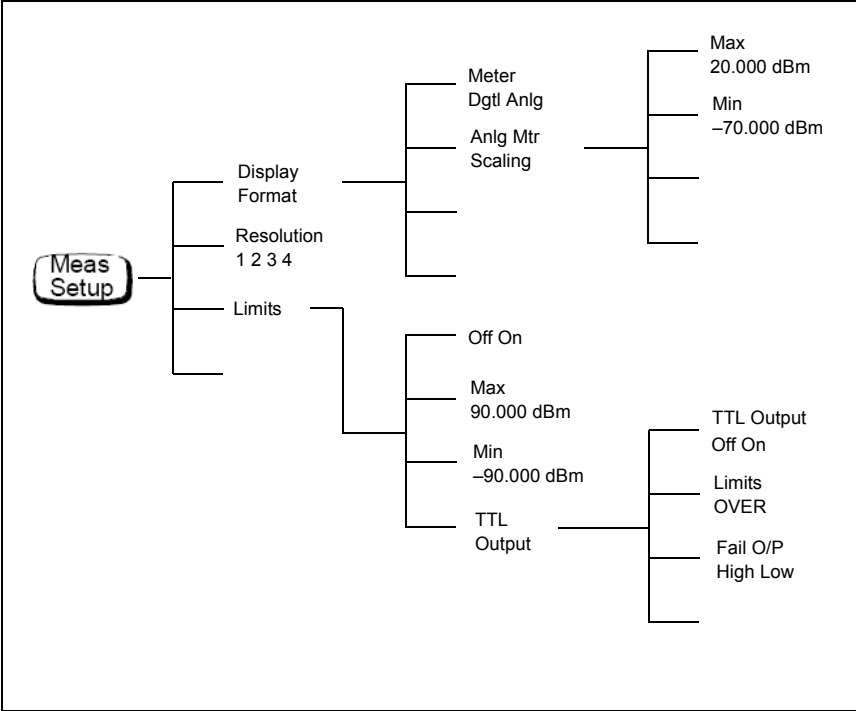 Meas
Setup
Display
Format
Resolution
1 2 3 4
Limits
Meter
Dgtl Anlg
Anlg Mtr
Scaling
Max
20.000 dBm
Min
–70.000 dBm
Off On
Max
90.000 dBm
Min
–90.000 dBm
TTL
Output
TTL Output
Off On
Limits
OVER
Fail O/P
High Low